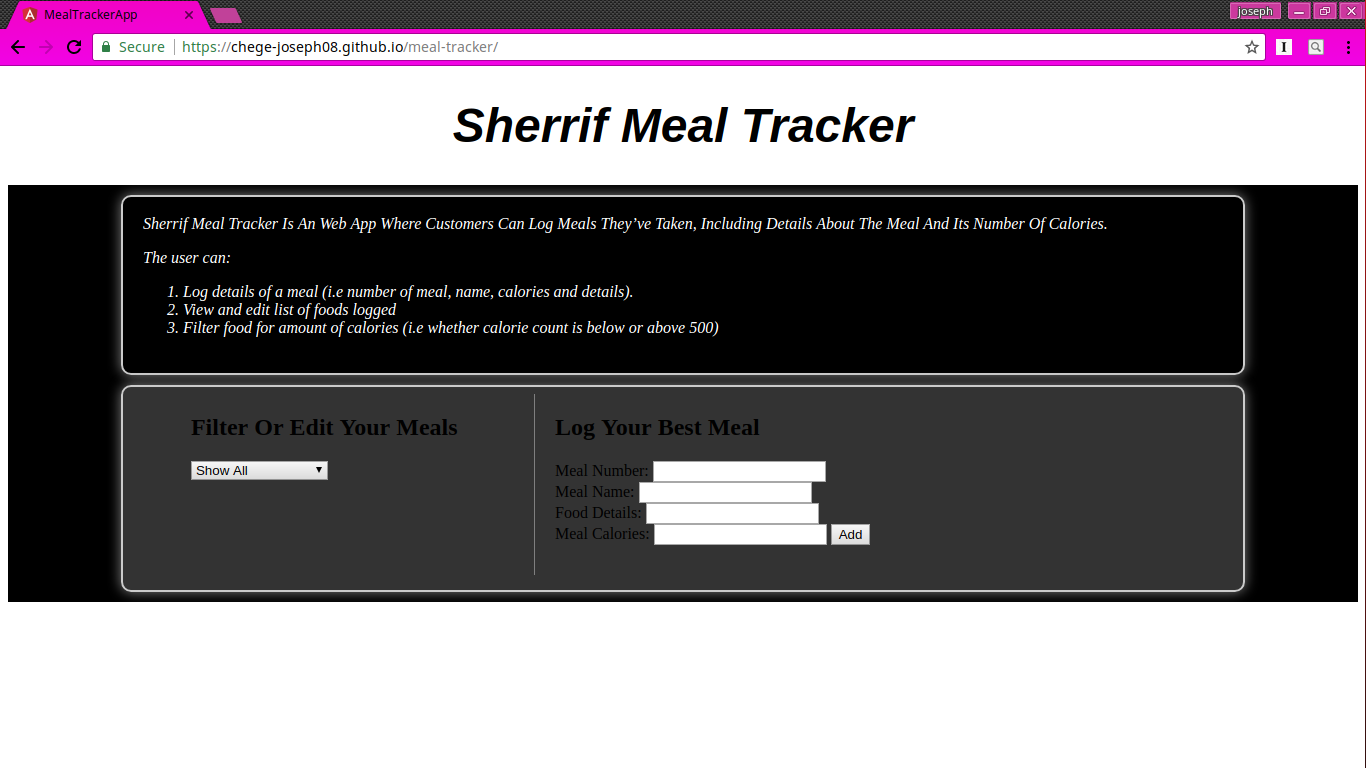 MealTrackerApp
joseph
Secure https://chege-joseph08.github.io/meal-tracker/
I
Sherrif Meal Tracker
Sherrif Meal Tracker Is An Web App Where Customers Can Log Meals They’ve Taken, Including Details About The Meal And Its Number Of Calories.
The user can:
1. Log details of a meal (i.e number of meal, name, calories and details).
2. View and edit list of foods logged
3. Filter food for amount of calories (i.e whether calorie count is below or above 500)
Filter Or Edit Your Meals
Show All
Log Your Best Meal
Meal Number:
Meal Name:
Food Details:
Meal Calories: Add